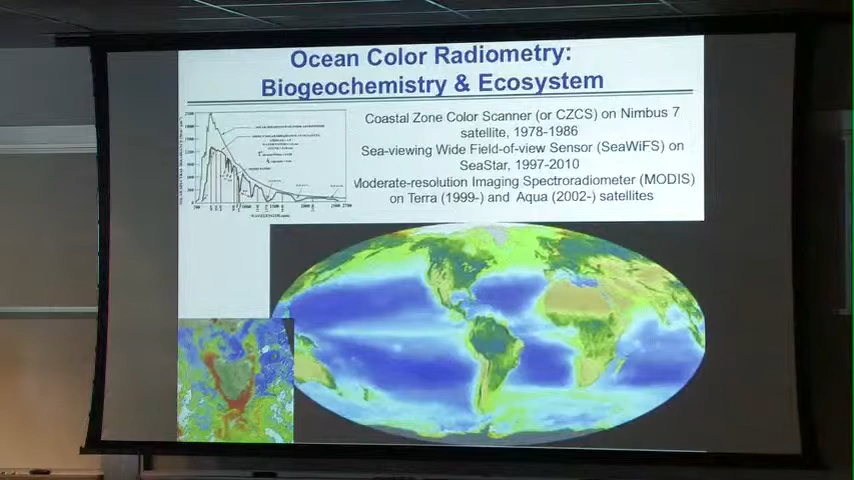 Ocean Color Radiometry:
Biogeochemistry & Ecosystem
Coastal Zone Color Scanner (or CZCS) on Nimbus 7
satellite, 1978-1986
Sea-viewing Wide Field-of-view Sensor (SeaWiFS) on
SeaStar, 1997-2010
Moderate-resolution Imaging Spectroradiometer (MODIS)
on Terra (1999-) and Aqua (2002-) satellites